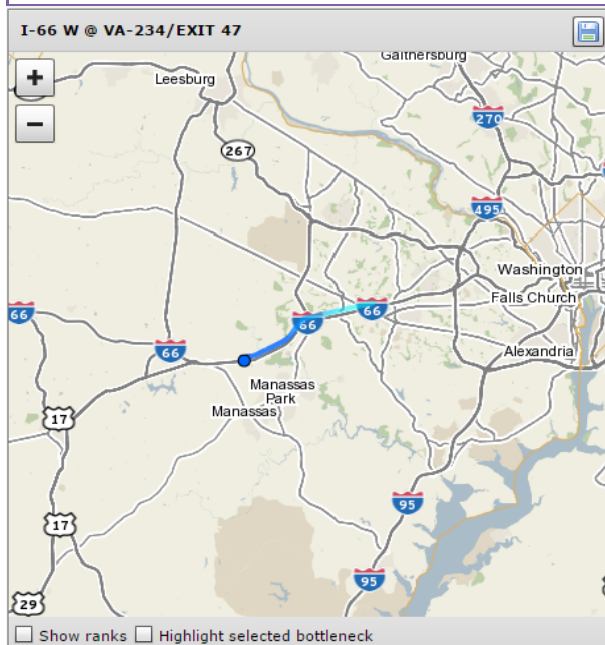 I-66 W @ VA-234/EXIT 47
+
−
Gaithersburg
Leesburg
270
267
495
Washington
66
66
Falls Church
66
66
Alexandria
Manassas
Park
Manassas
17
95
17
95
29
Show ranks
Highlight selected bottleneck